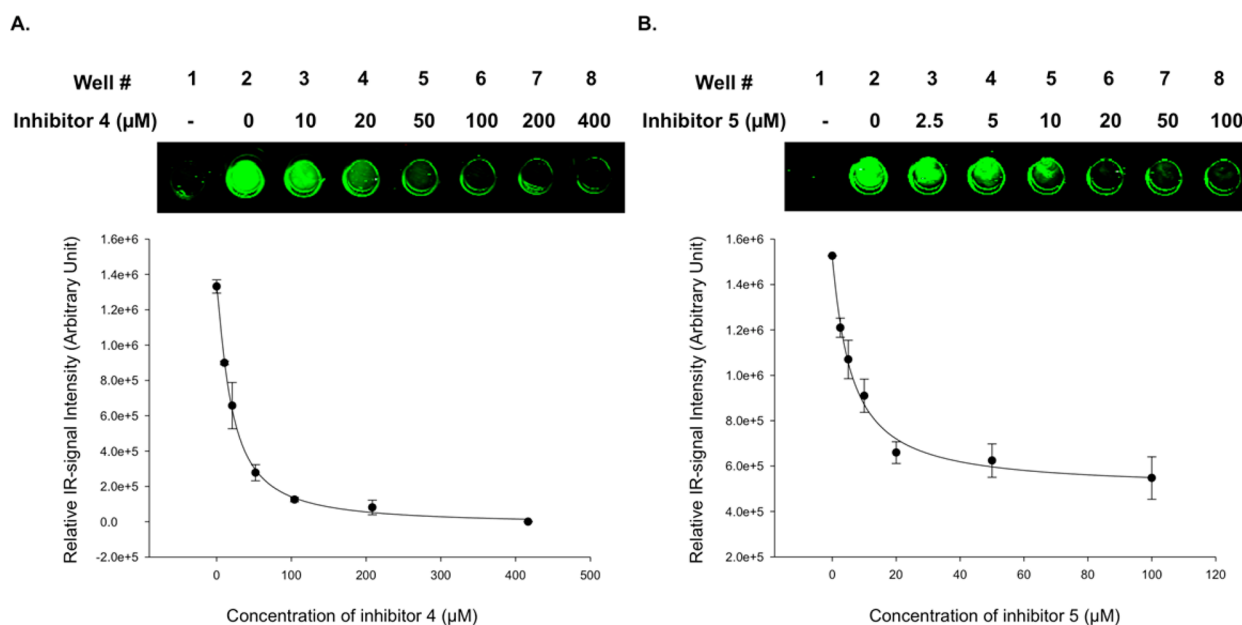 A.
Well # 1 2 3 4 5 6 7 8
Inhibitor 4 (µM) - 0 10 20 50 100 200 400
Relative IR-signal Intensity (Arbitrary Unit)
1.6e+6
1.4e+6
1.2e+6
1.0e+6
8.0e+5
6.0e+5
4.0e+5
2.0e+5
0.0
-2.0e+5
0 100 200 300 400 500
Concentration of inhibitor 4 (µM)
B.
Well # 1 2 3 4 5 6 7 8
Inhibitor 5 (µM) - 0 2.5 5 10 20 50 100
Relative IR-signal Intensity (Arbitrary Unit)
1.6e+6
1.4e+6
1.2e+6
1.0e+6
8.0e+5
6.0e+5
4.0e+5
2.0e+5
0 20 40 60 80 100 120
Concentration of inhibitor 5 (µM)